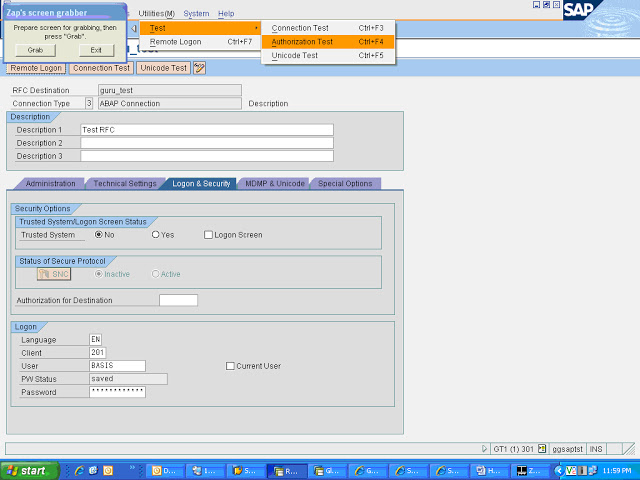 Zap's screen grabber
Prepare screen for grabbing, then
press "Grab".
Grab Exit
Utilities(M) System Help
Test
Remote Logon Ctrl+F7
Connection Test Ctrl+F3
Authorization Test Ctrl+F4
Unicode Test Ctrl+F5
SAP
Remote Logon Connection Test Unicode Test
RFC Destination guru_test
Connection Type 3 ABAP Connection Description
Description
Description 1 Test RFC
Description 2
Description 3
Administration Technical Settings Logon & Security MDMP & Unicode Special Options
Security Options
Trusted System/Logon Screen Status
Trusted System No Yes Logon Screen
Status of Secure Protocol
SNC Inactive Active
Authorization for Destination
Logon
Language EN
Client 201
User BASIS Current User
PW Status saved
Password ************
GT1 (1) 301 ggsaptst INS
start D... 1... S... R... Gl... G... S... S... S... H... Z... 11:59 PM